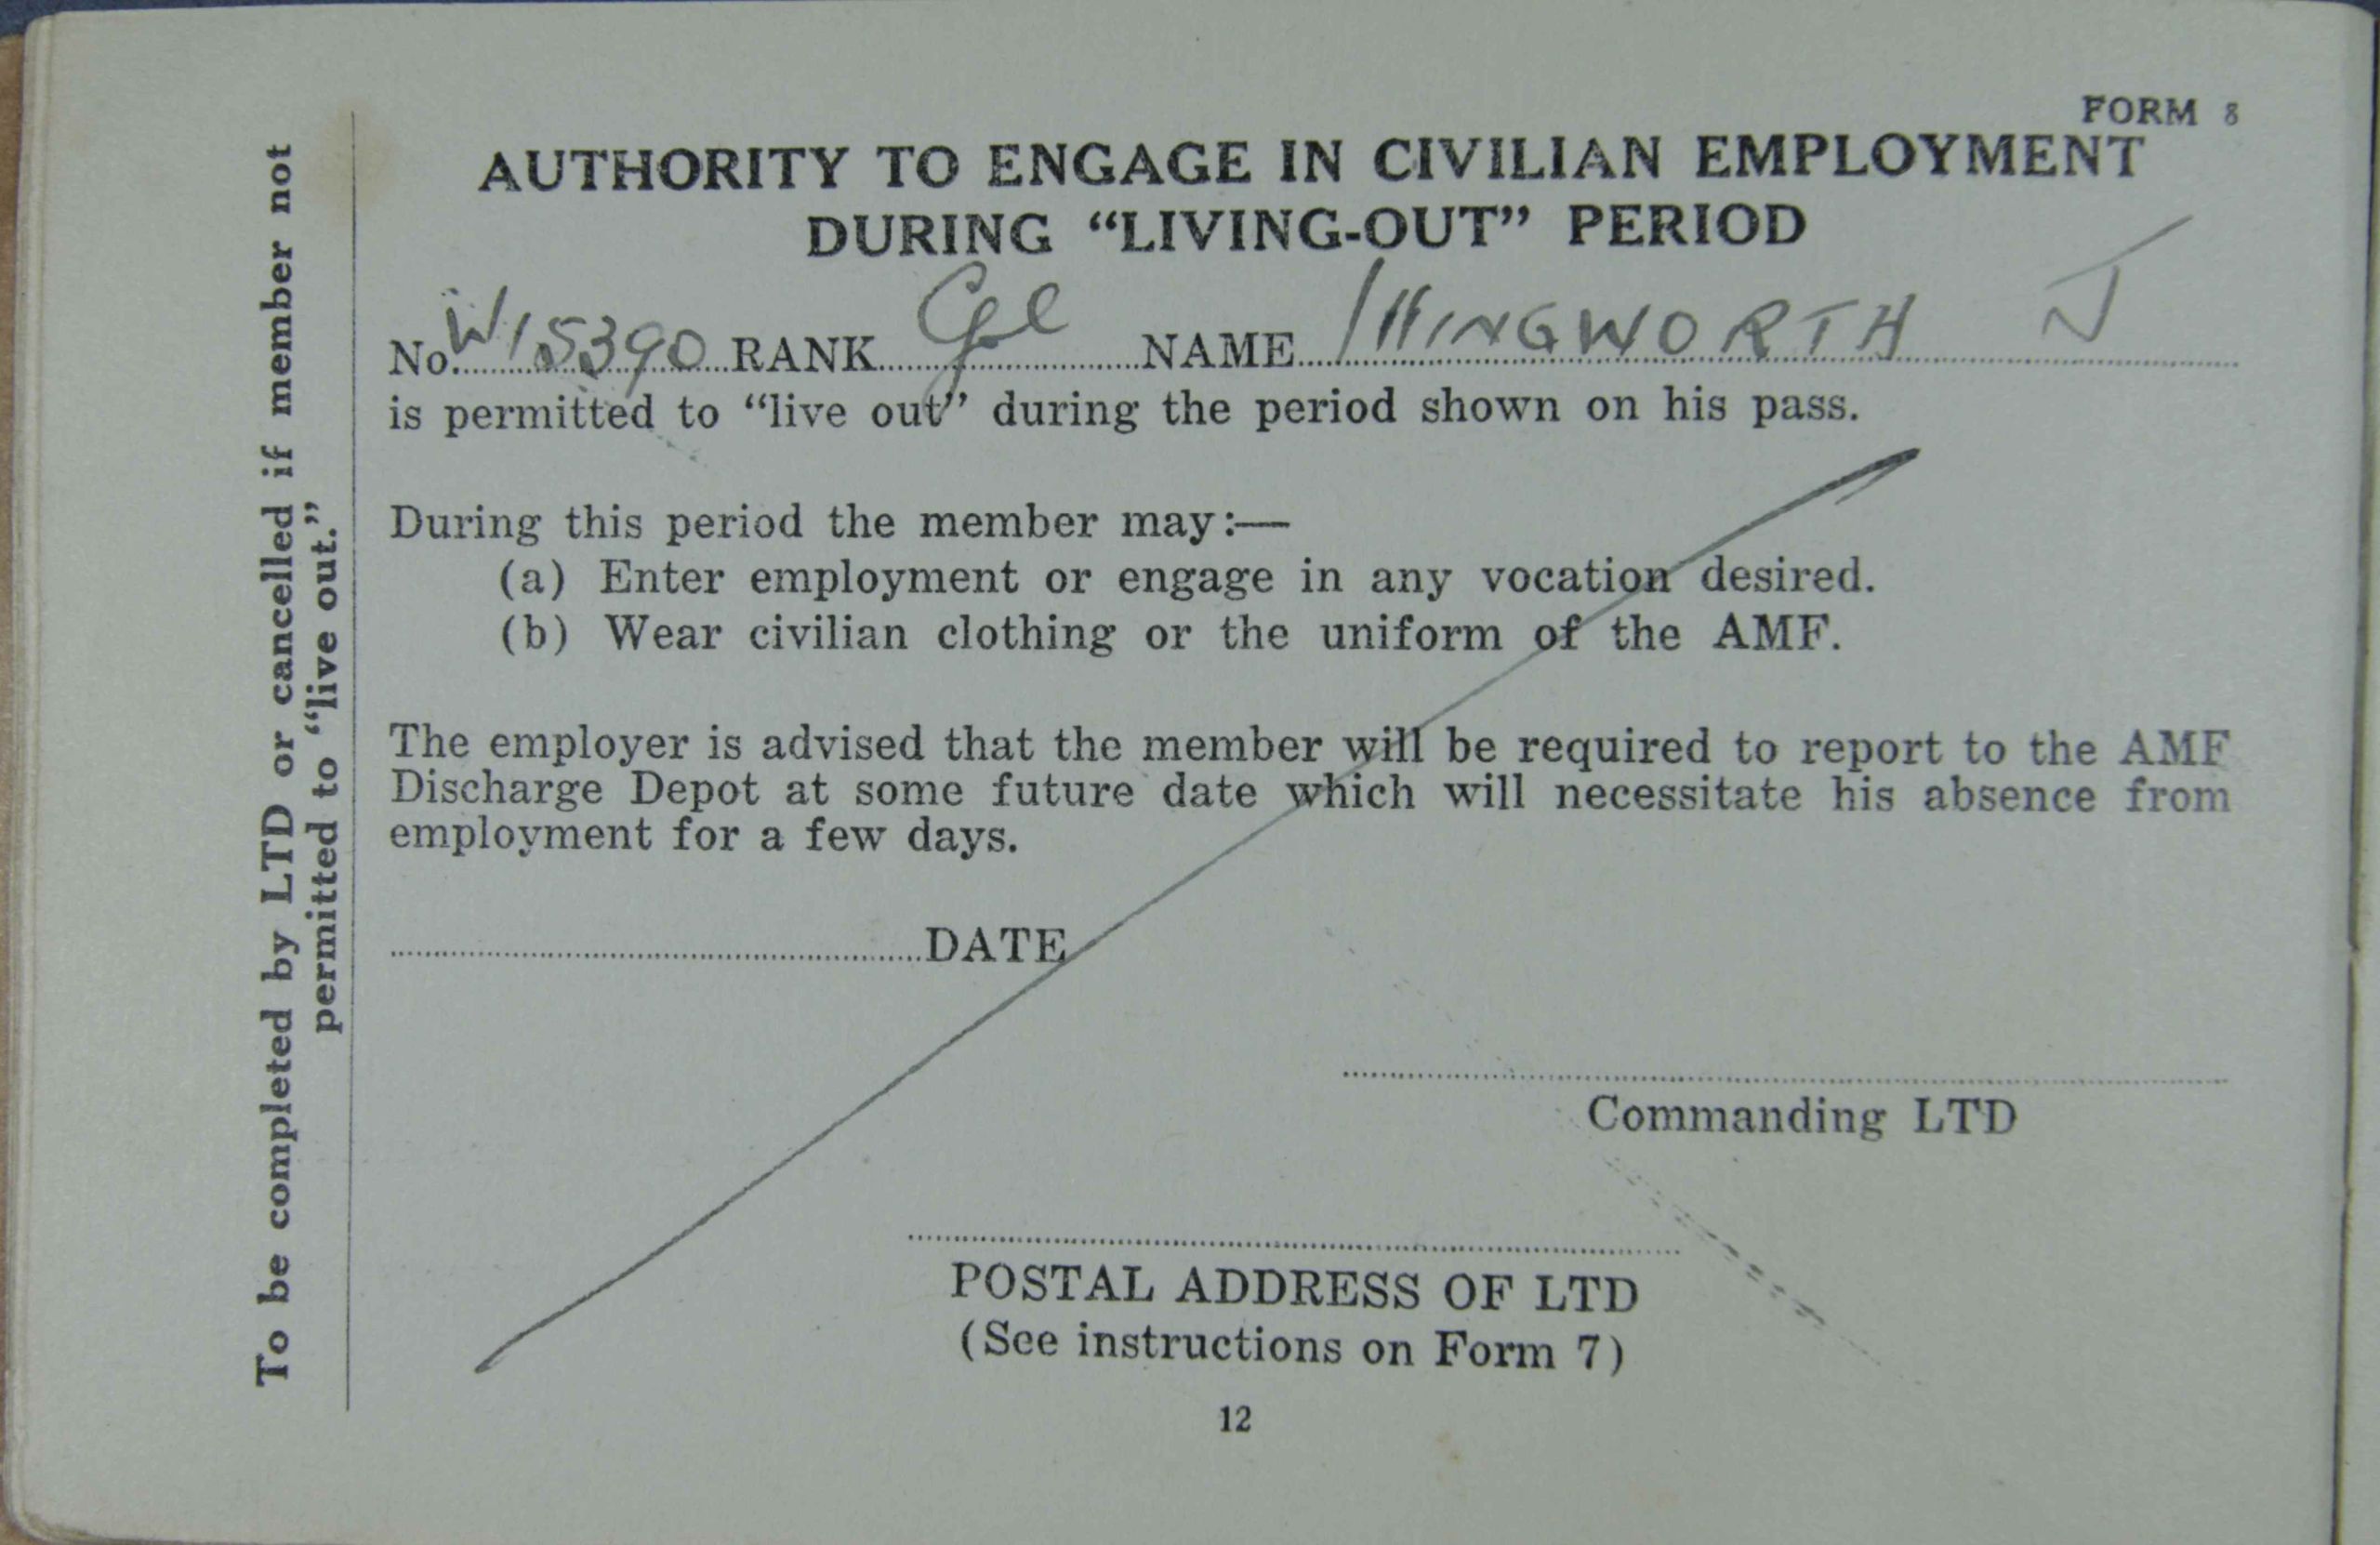 FORM 8
AUTHORITY TO ENGAGE IN CIVILIAN EMPLOYMENT
DURING “LIVING-OUT” PERIOD
No. W15390 RANK Cpl NAME IllINGWORTH J
is permitted to “live out” during the period shown on his pass.
During this period the member may:—
(a) Enter employment or engage in any vocation desired.
(b) Wear civilian clothing or the uniform of the AMF.
The employer is advised that the member will be required to report to the AMF
Discharge Depot at some future date which will necessitate his absence from
employment for a few days.
DATE
Commanding LTD
POSTAL ADDRESS OF LTD
(See instructions on Form 7)
12
To be completed by LTD or cancelled if member not
permitted to “live out.”